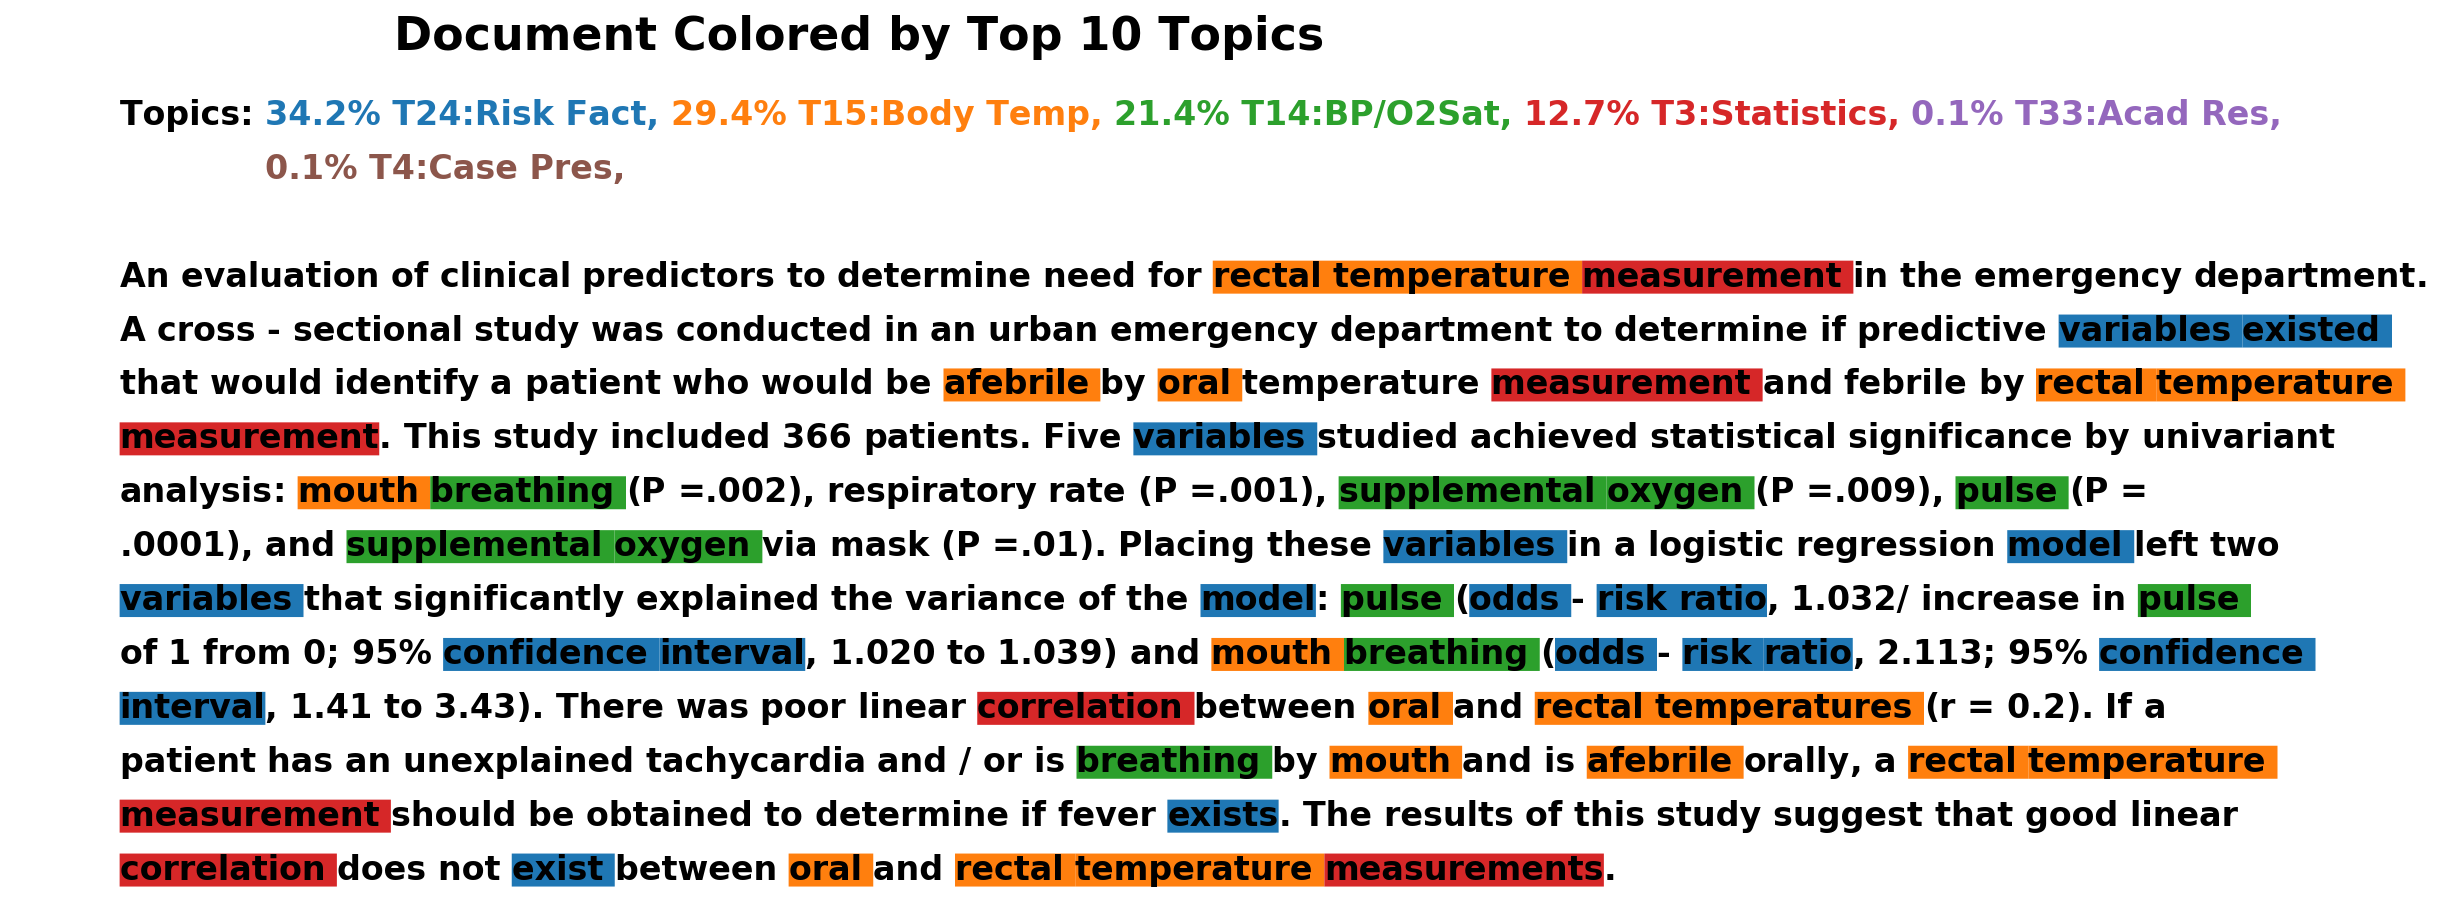 Document Colored by Top 10 Topics
Topics: 34.2% T24:Risk Fact, 29.4% T15:Body Temp, 21.4% T14:BP/O2Sat, 12.7% T3:Statistics, 0.1% T33:Acad Res,
0.1% T4:Case Pres,
An evaluation of clinical predictors to determine need for rectal temperature measurement in the emergency department.
A cross - sectional study was conducted in an urban emergency department to determine if predictive variables existed
that would identify a patient who would be afebrile by oral temperature measurement and febrile by rectal temperature
measurement. This study included 366 patients. Five variables studied achieved statistical significance by univariant
analysis: mouth breathing (P =.002), respiratory rate (P =.001), supplemental oxygen (P =.009), pulse (P =
.0001), and supplemental oxygen via mask (P =.01). Placing these variables in a logistic regression model left two
variables that significantly explained the variance of the model: pulse (odds - risk ratio, 1.032/ increase in pulse
of 1 from 0; 95% confidence interval, 1.020 to 1.039) and mouth breathing (odds - risk ratio, 2.113; 95% confidence
interval, 1.41 to 3.43). There was poor linear correlation between oral and rectal temperatures (r = 0.2). If a
patient has an unexplained tachycardia and / or is breathing by mouth and is afebrile orally, a rectal temperature
measurement should be obtained to determine if fever exists. The results of this study suggest that good linear
correlation does not exist between oral and rectal temperature measurements.